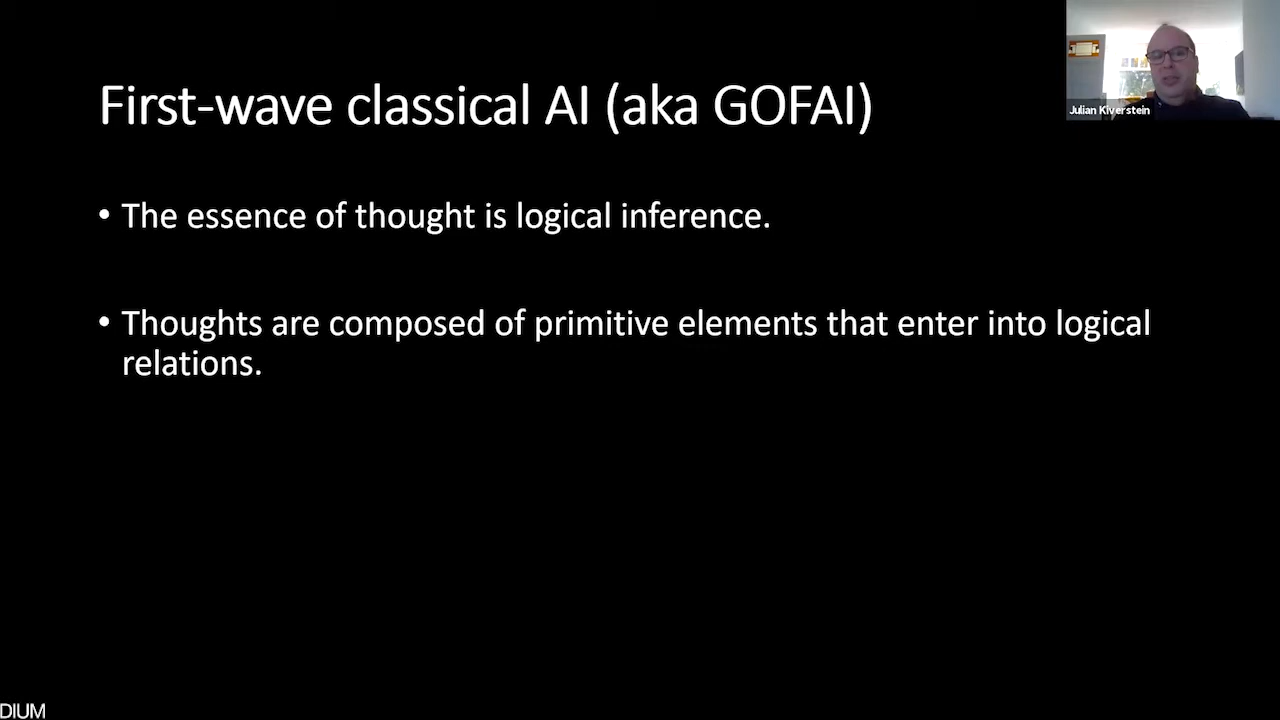 First-wave classical AI (aka GOFAI)
Julian Kiverstein
• The essence of thought is logical inference.
• Thoughts are composed of primitive elements that enter into logical
relations.
DIUM